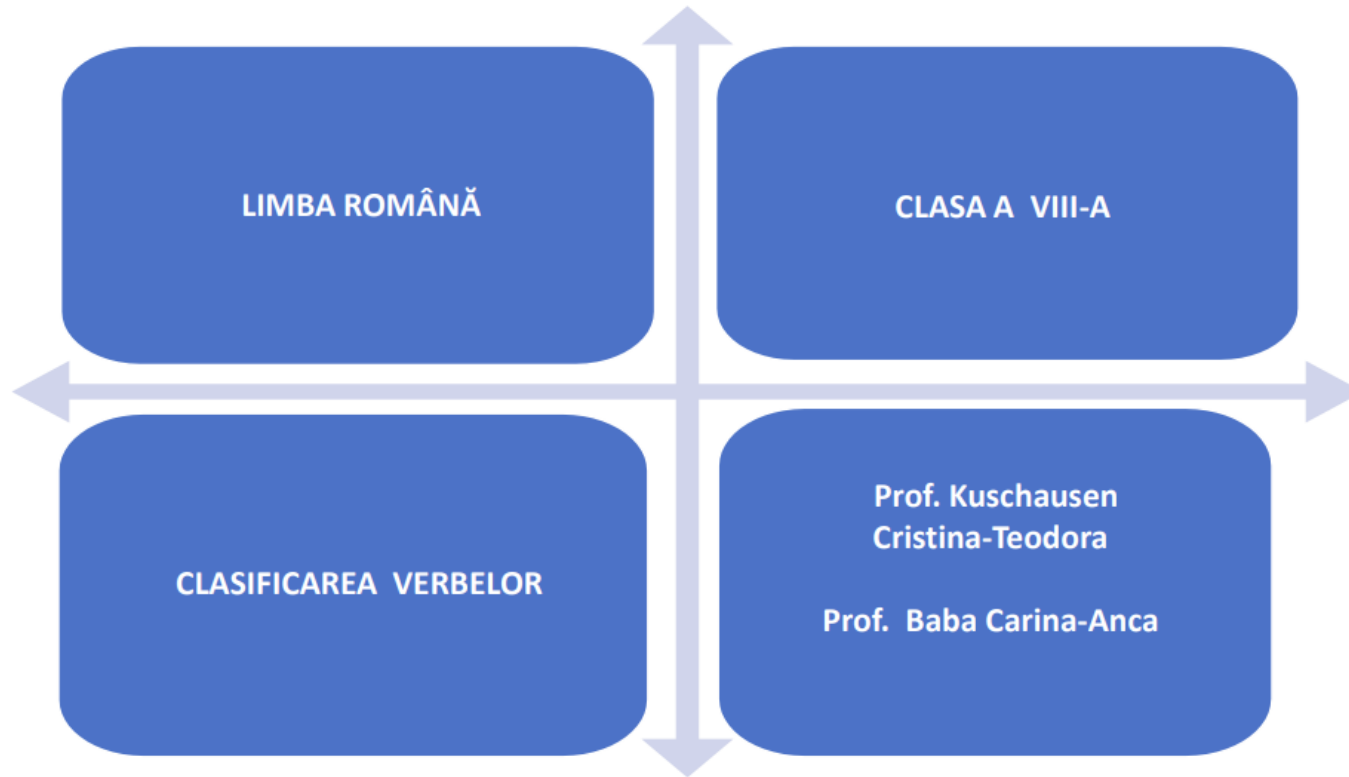 LIMBA ROMÂNĂ
CLASA A VIII-A
CLASIFICAREA VERBELOR
Prof. Kuschausen
Cristina-Teodora
Prof. Baba Carina-Anca